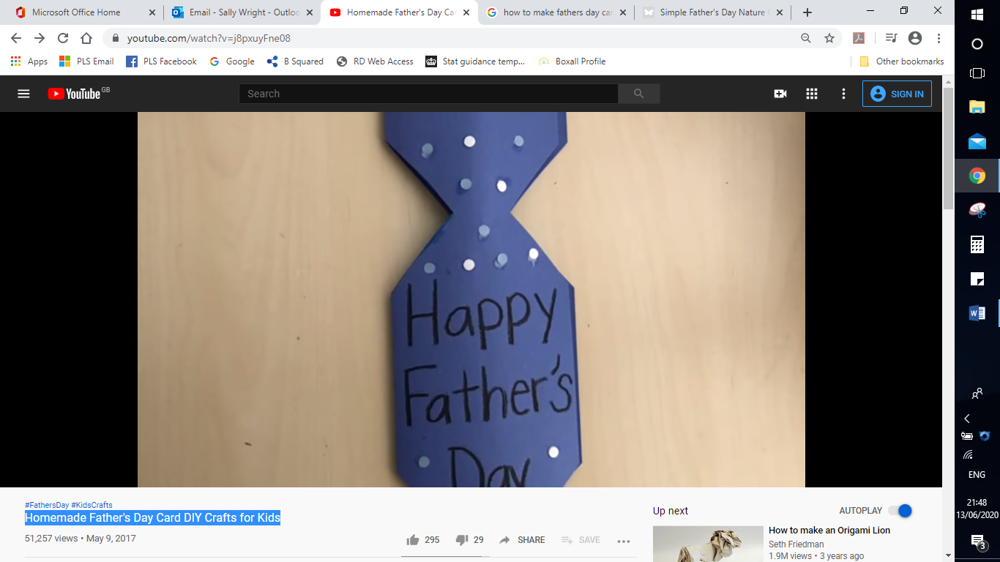 Microsoft Office Home
Email - Sally Wright - Outloo
Homemade Father's Day Ca
how to make fathers day car
Simple Father's Day Nature
youtube.com/watch?v=j8pxuyFne08
Apps
PLS Email
PLS Facebook
Google
B Squared
RD Web Access
Stat guidance temp...
Boxall Profile
Other bookmarks
YouTube GB
Search
SIGN IN
Happy
Father's
Day
#FathersDay #KidsCrafts
Homemade Father's Day Card DIY Crafts for Kids
51,257 views • May 9, 2017
295
29
SHARE
SAVE
Up next
AUTOPLAY
How to make an Origami Lion
Seth Friedman
1.9M views • 3 years ago
ENG
21:48
13/06/2020
3